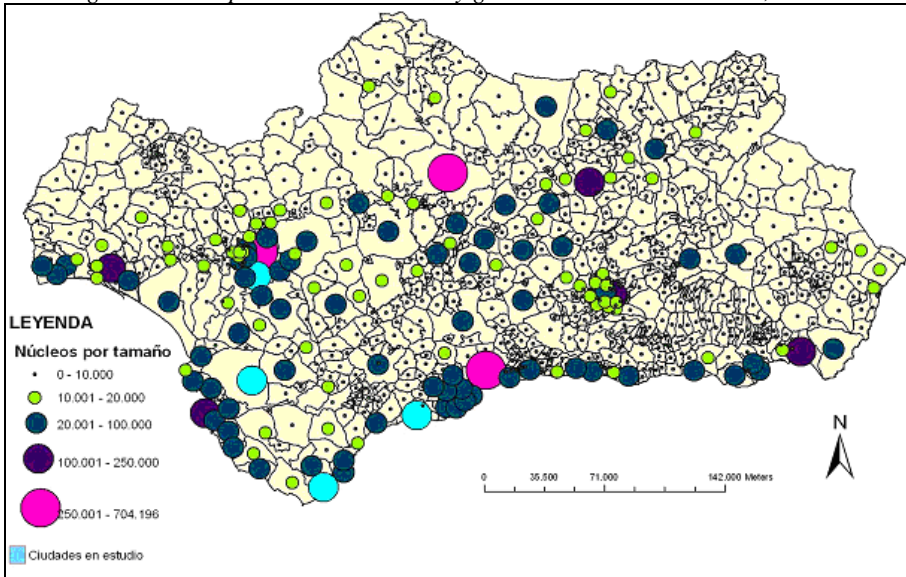 LEYENDA
Núcleos por tamaño
0 - 10.000
10.001 - 20.000
20.001 - 100.000
100.001 - 250.000
250.001 - 704.196
Ciudades en estudio
N
0 35.500 71.000 142.000 Meters